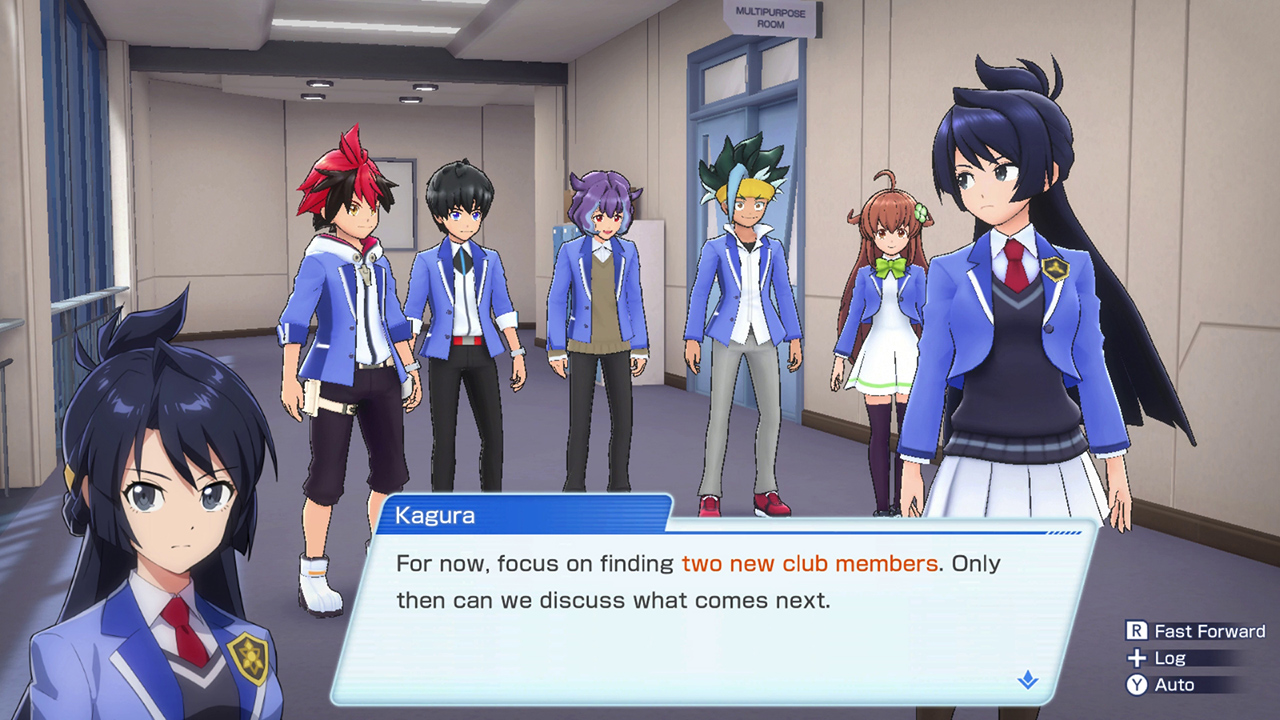 MULTIPURPOSE
ROOM
Kagura
For now, focus on finding two new club members. Only
then can we discuss what comes next.
R Fast Forward
+ Log
Y Auto